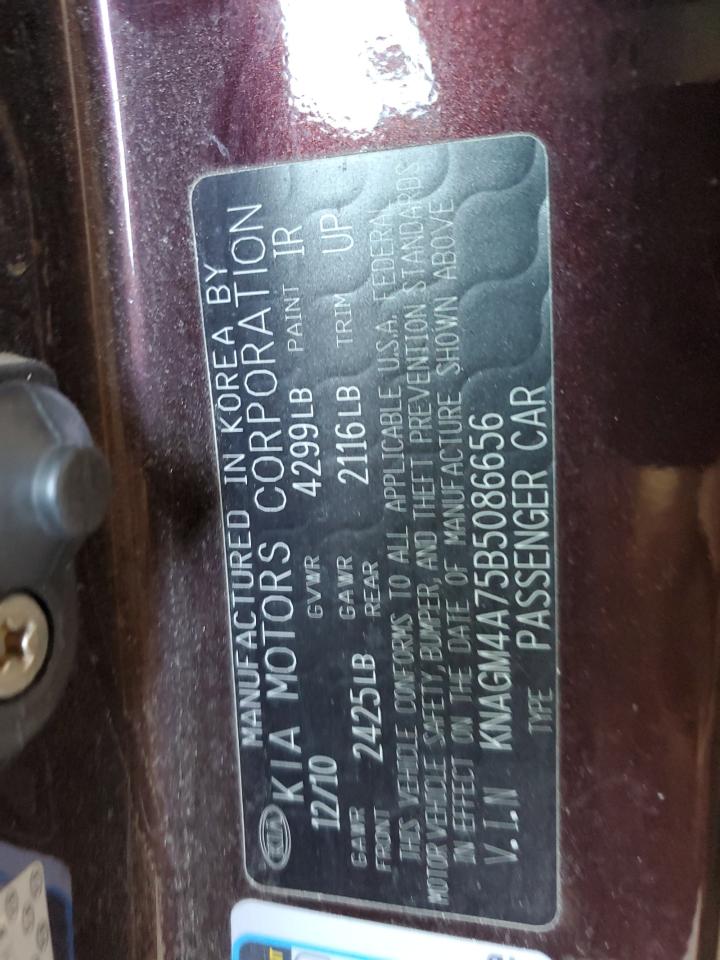 KIA MANUFACTURED IN KOREA BY
KIA MOTORS CORPORATION
12/10 GVWR 4299LB PAINT IR
GAWR FRONT 2425LB GAWR REAR 2116LB TRIM UP
THIS VEHICLE CONFORMS TO ALL APPLICABLE U.S.A. FEDERAL
MOTOR VEHICLE SAFETY, BUMPER, AND THEFT PREVENTION STANDARDS
IN EFFECT ON THE DATE OF MANUFACTURE SHOWN ABOVE
V.I.N KNAGM4A75B5086656
TYPE PASSENGER CAR